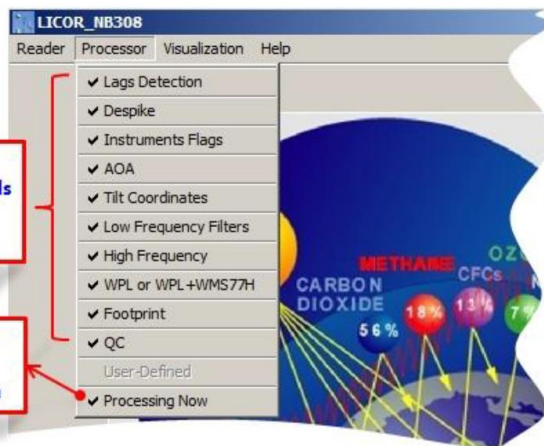 LICOR_NB308
Reader Processor Visualization Help
Lags Detection
Despike
Instruments Flags
AOA
Tilt Coordinates
Low Frequency Filters
High Frequency
WPL or WPL+WMS77H
Footprint
QC
User-Defined
Processing Now
METHANE
CFCs
CARBON
DIOXIDE
56%
18%
13%
7%